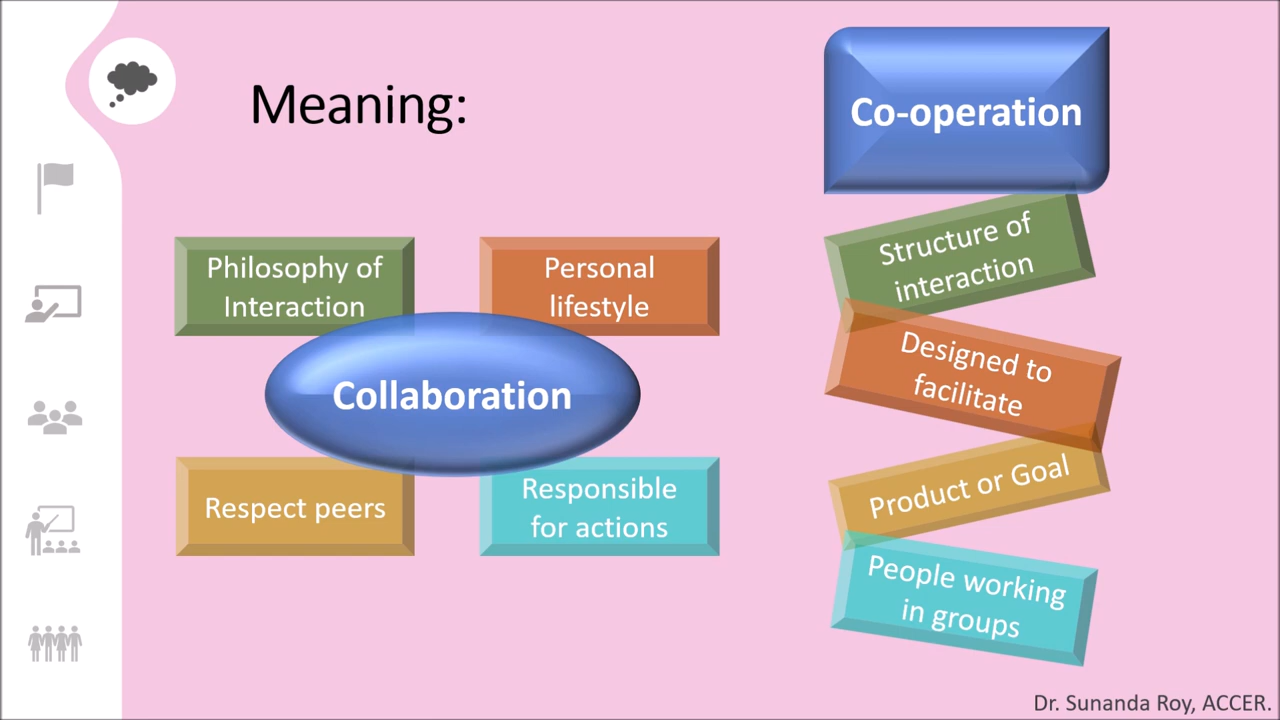 Meaning:
Co-operation
Philosophy of
Interaction
Personal
lifestyle
Collaboration
Respect peers
Responsible
for actions
Structure of
interaction
Designed to
facilitate
Product or Goal
People working
in groups
Dr. Sunanda Roy, ACCER.